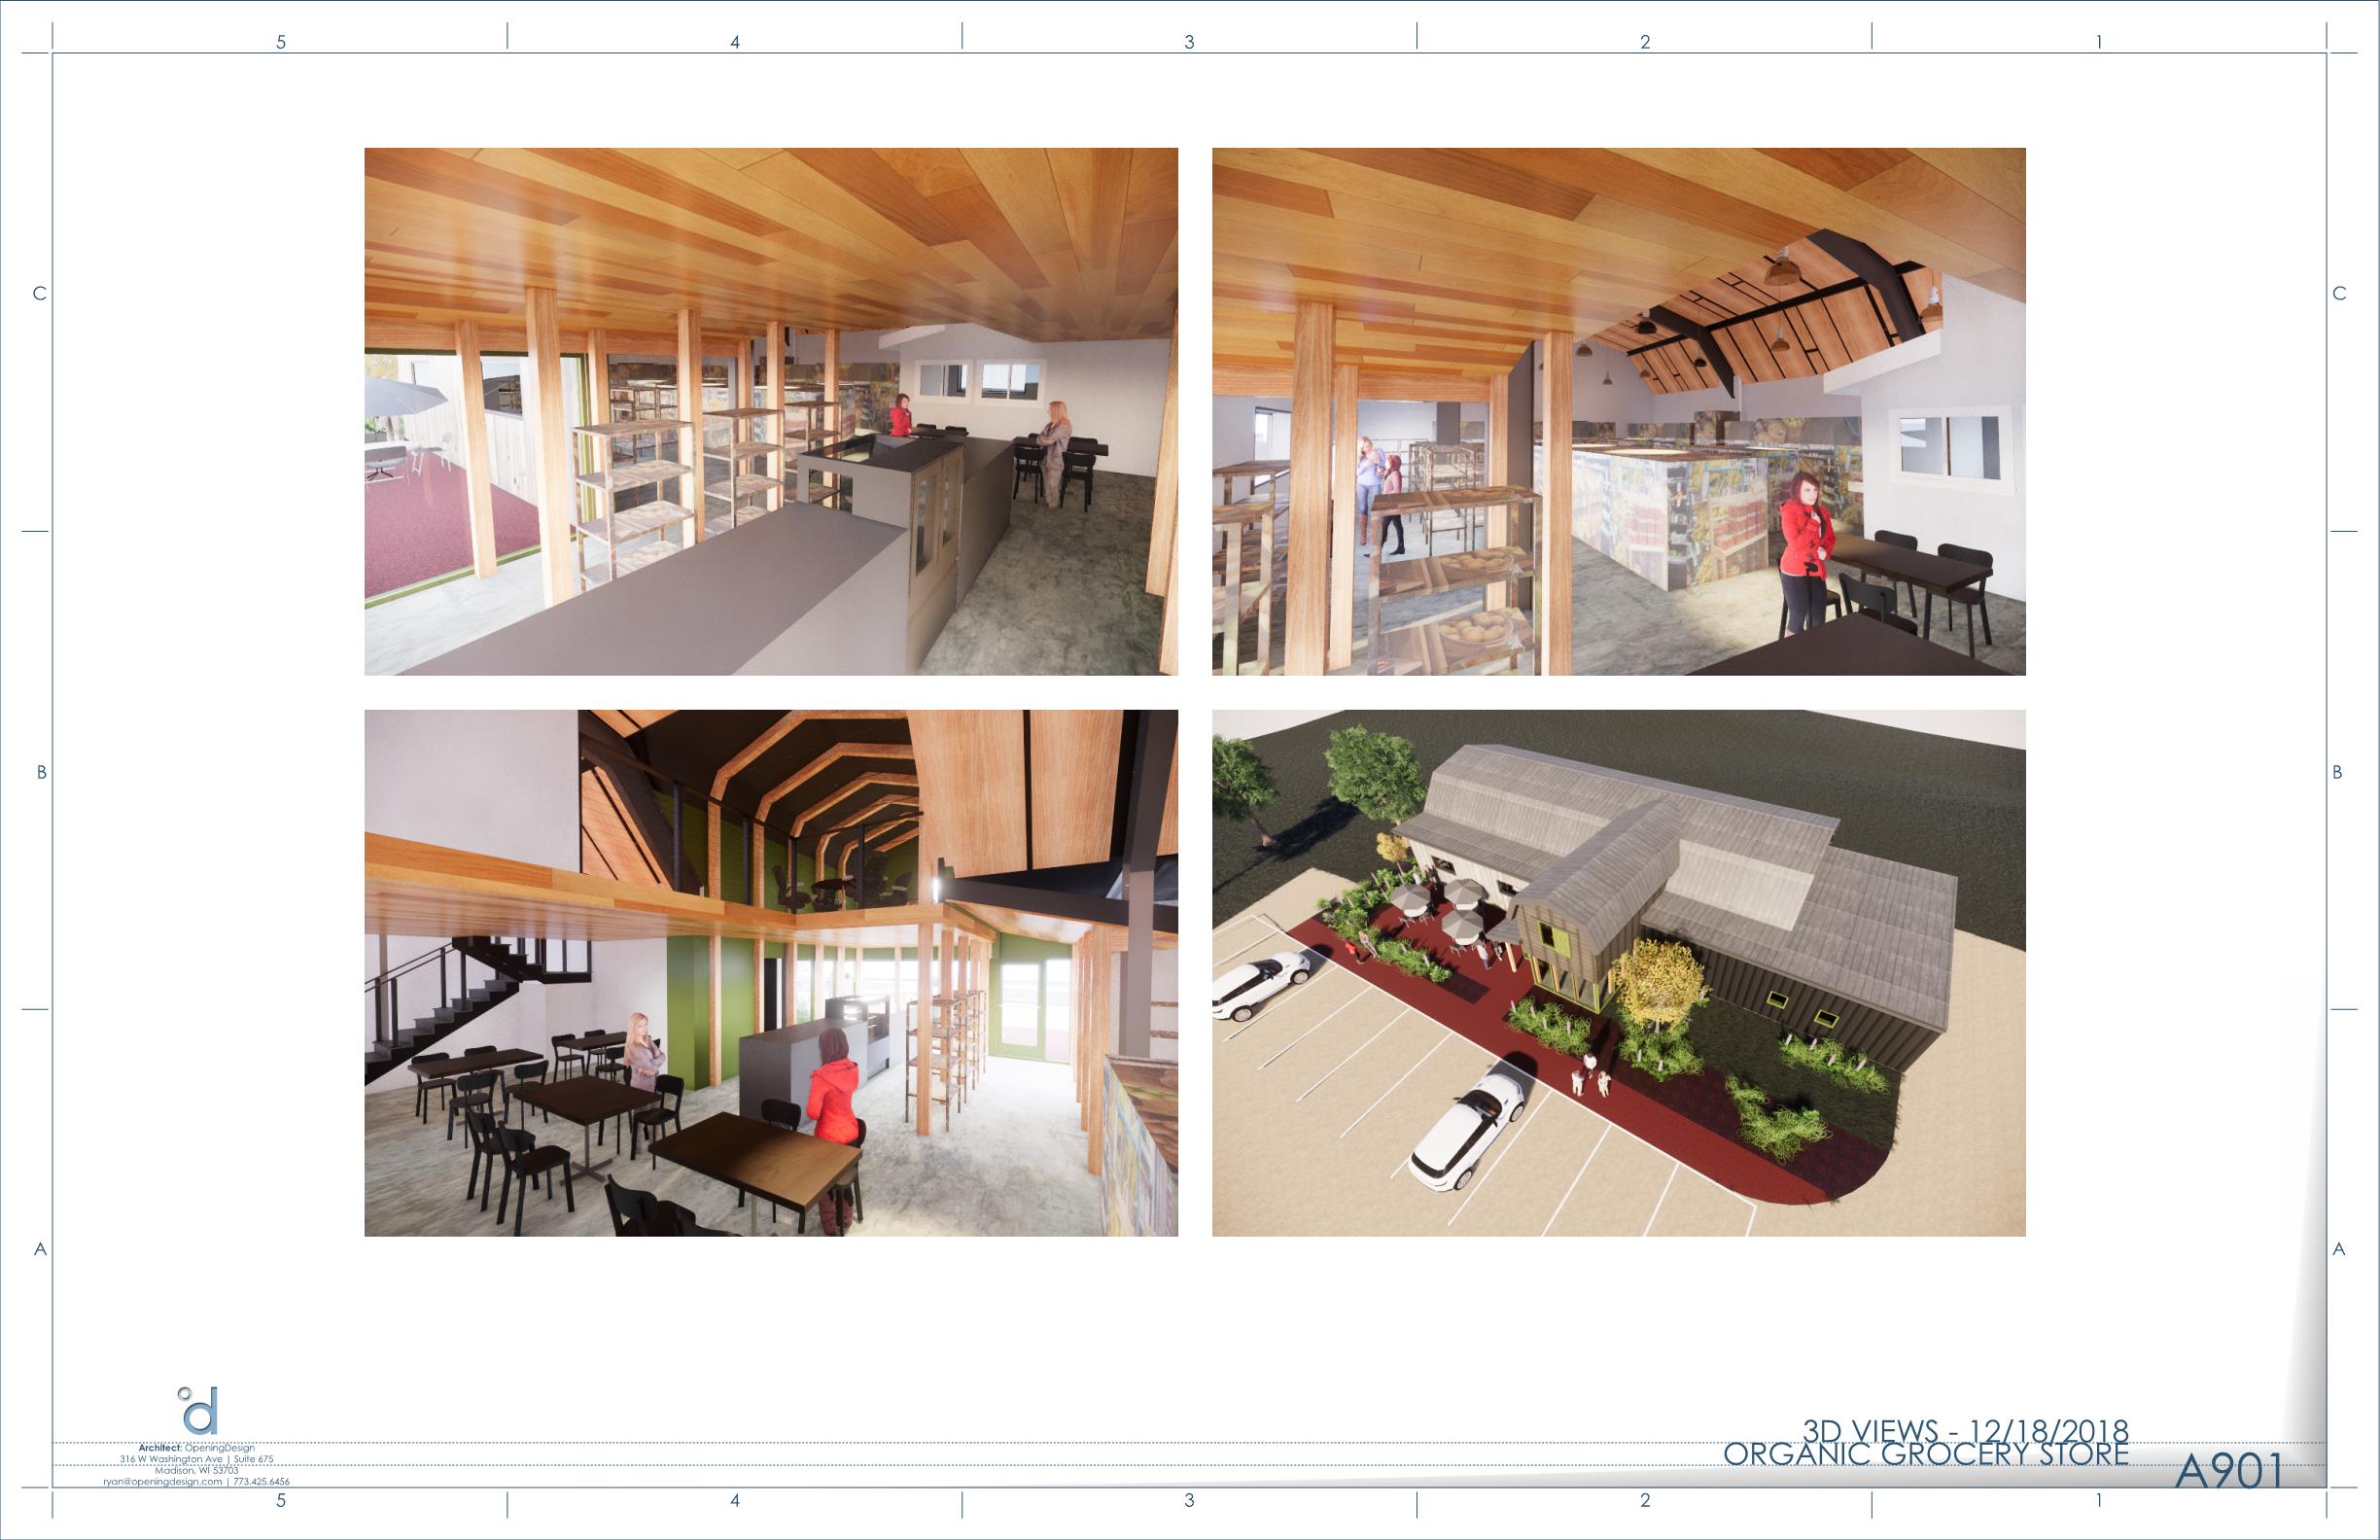 5 4 3 2 1
C C
B B
A A
d
Architect: OpeningDesign
316 W Washington Ave | Suite 675
Madison, WI 53703
ryan@openingdesign.com | 773.425.6456
3D VIEWS - 12/18/2018
ORGANIC GROCERY STORE
A901
5 4 3 2 1